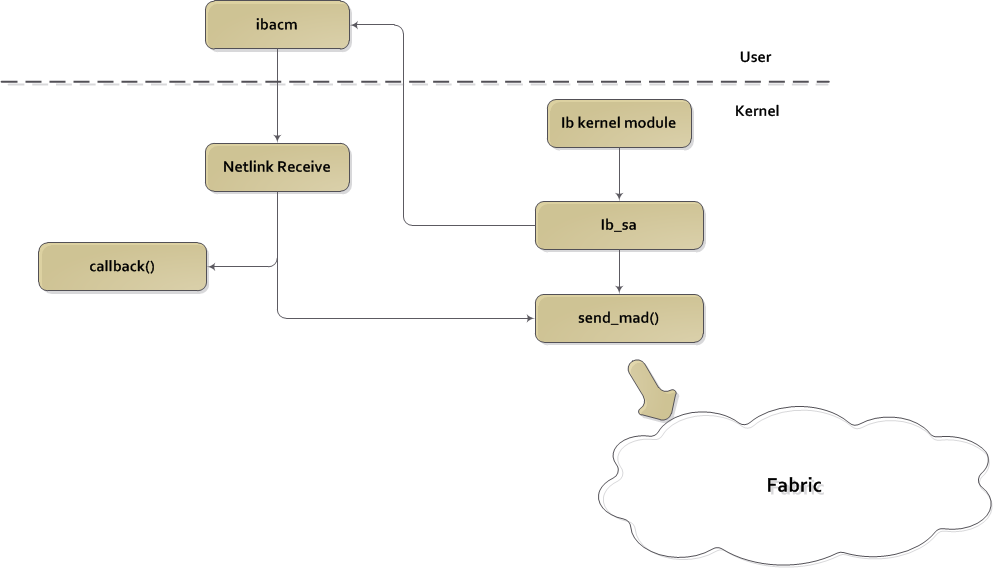 ibacm
User
Kernel
Ib kernel module
Netlink Receive
Ib_sa
callback()
send_mad()
Fabric